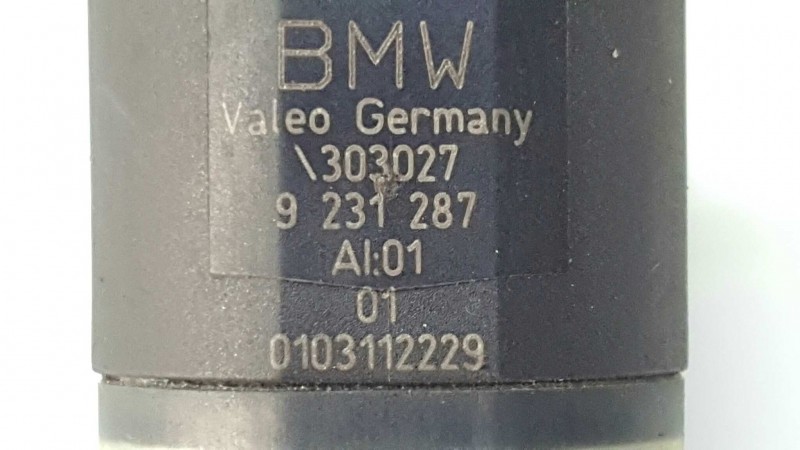 BMW
Valeo Germany
\303027
9 231 287
AI:01
01
0103112229